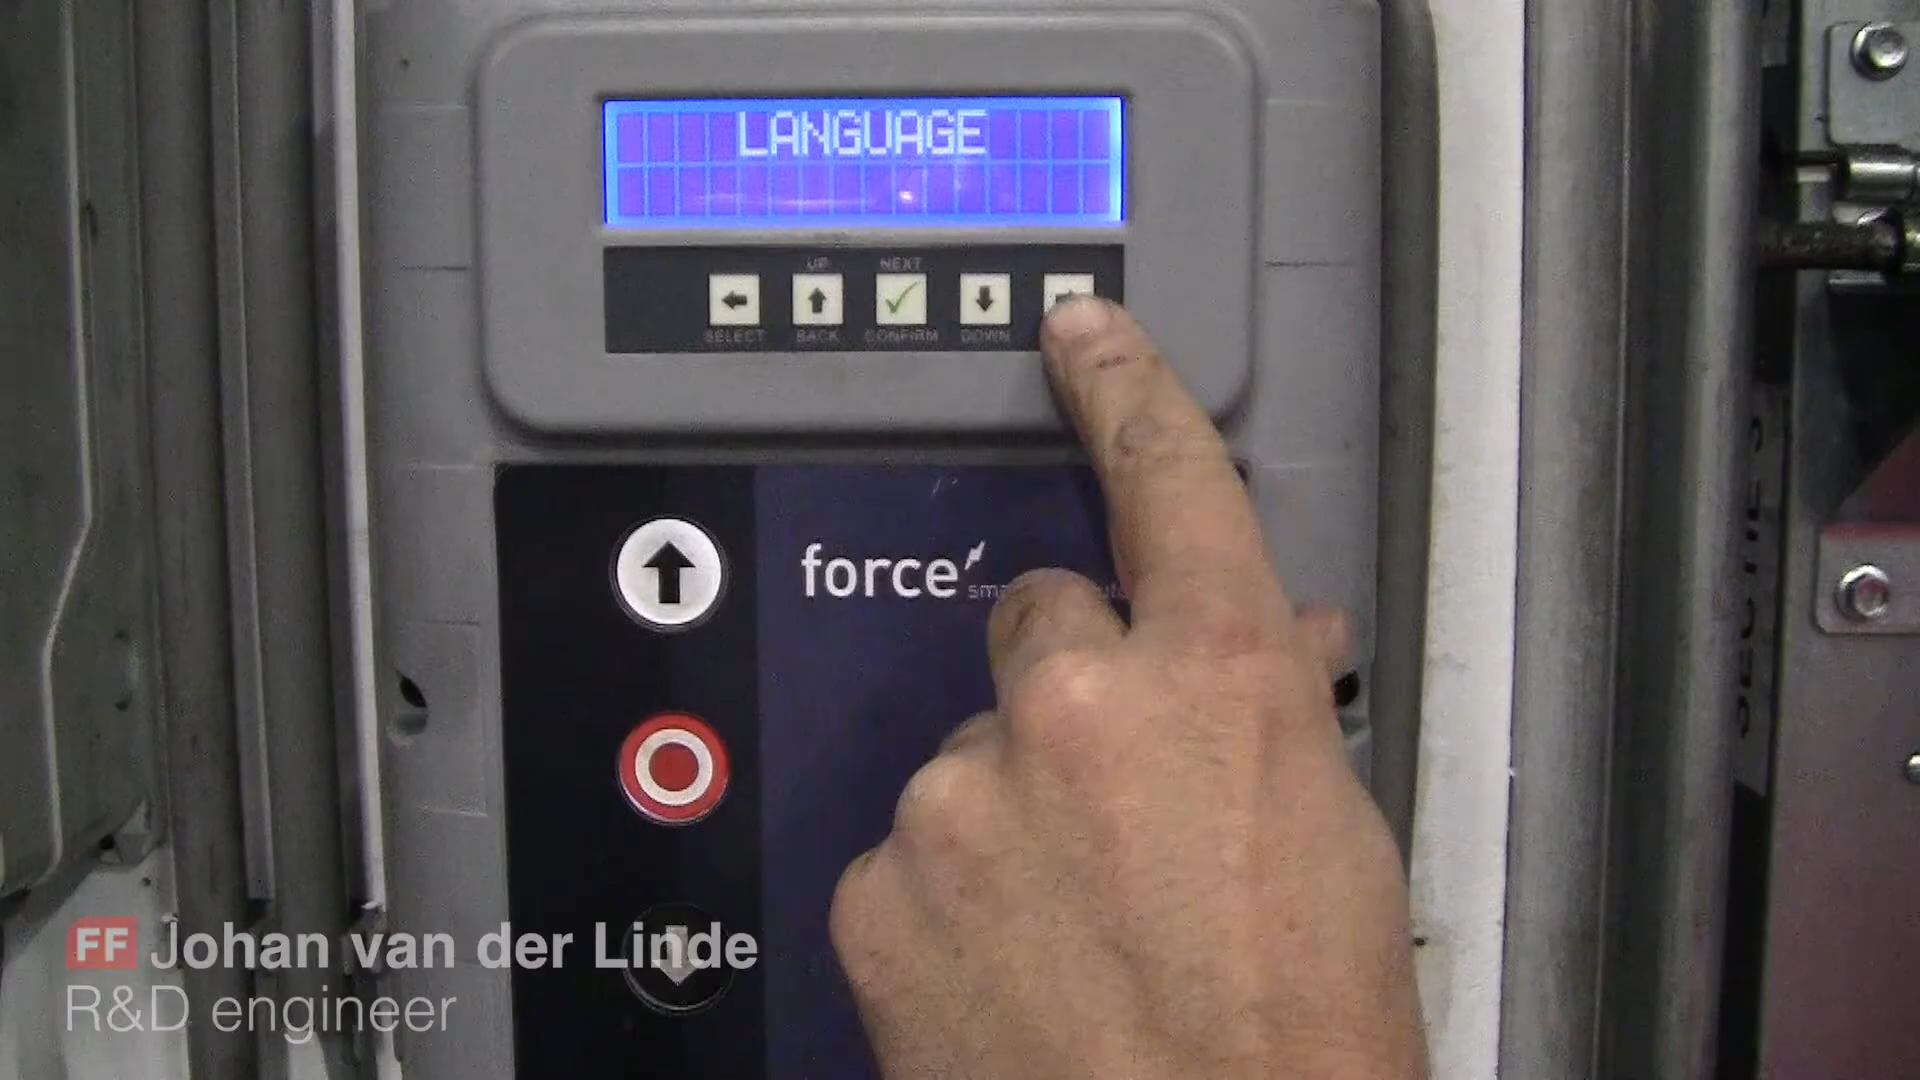 LANGUAGE
UP NEXT
SELECT BACK CONFIRM DOWN
force
FF Johan van der Linde
R&D engineer